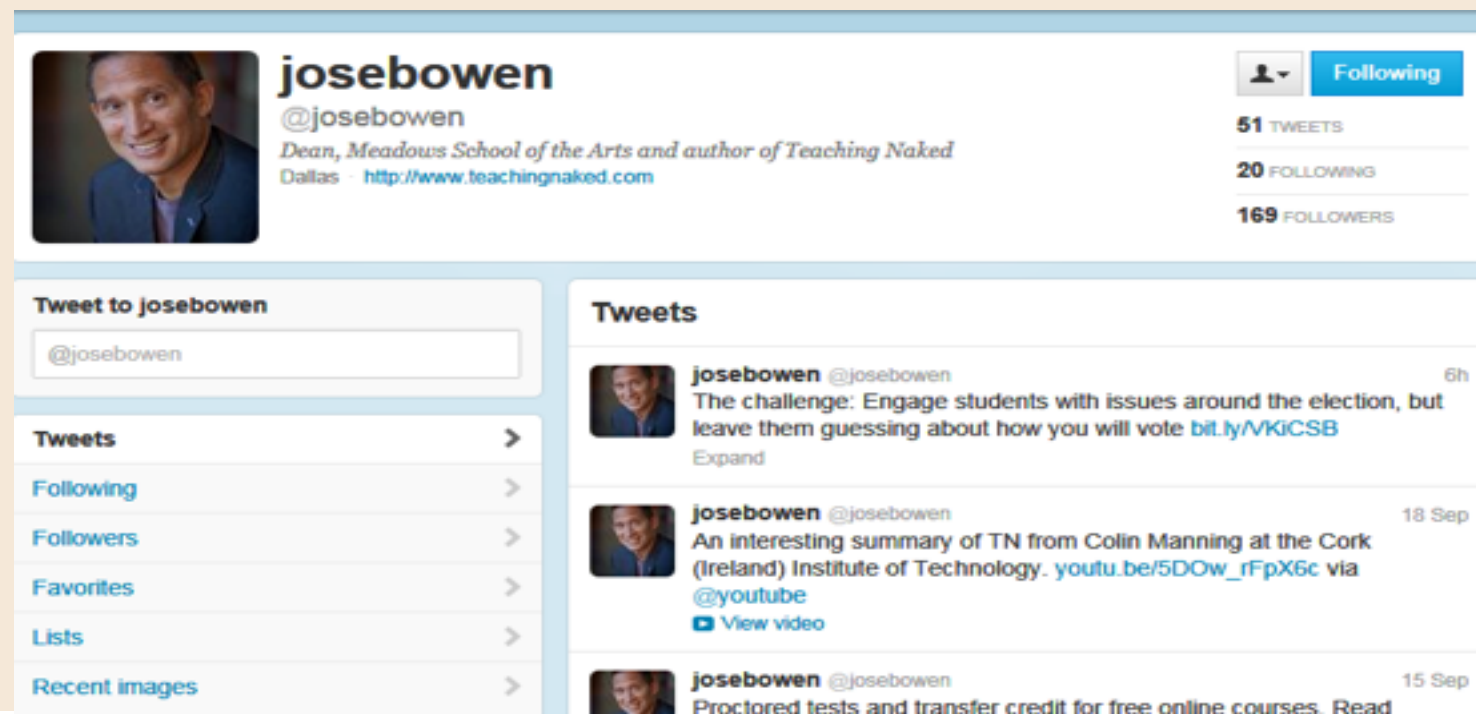 josebowen
@josebowen
Dean, Meadows School of the Arts and author of Teaching Naked
Dallas · http://www.teachingnaked.com
Following
51 TWEETS
20 FOLLOWING
169 FOLLOWERS
Tweet to josebowen
@josebowen
Tweets
Following
Followers
Favorites
Lists
Recent images
Tweets
josebowen @josebowen 6h
The challenge: Engage students with issues around the election, but
leave them guessing about how you will vote bit.ly/VKiCSB
Expand
josebowen @josebowen 18 Sep
An interesting summary of TN from Colin Manning at the Cork
(Ireland) Institute of Technology. youtu.be/5DOw_rFpX6c via
@youtube
View video
josebowen @josebowen 15 Sep
Proctored tests and transfer credit for free online courses. Read